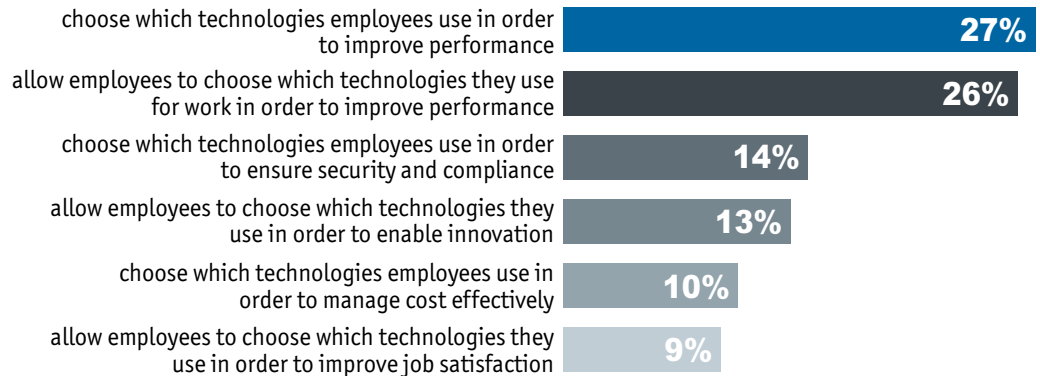 choose which technologies employees use in order
to improve performance
27%
allow employees to choose which technologies they use
for work in order to improve performance
26%
choose which technologies employees use in order
to ensure security and compliance
14%
allow employees to choose which technologies they
use in order to enable innovation
13%
choose which technologies employees use in
order to manage cost effectively
10%
allow employees to choose which technologies they
use in order to improve job satisfaction
9%